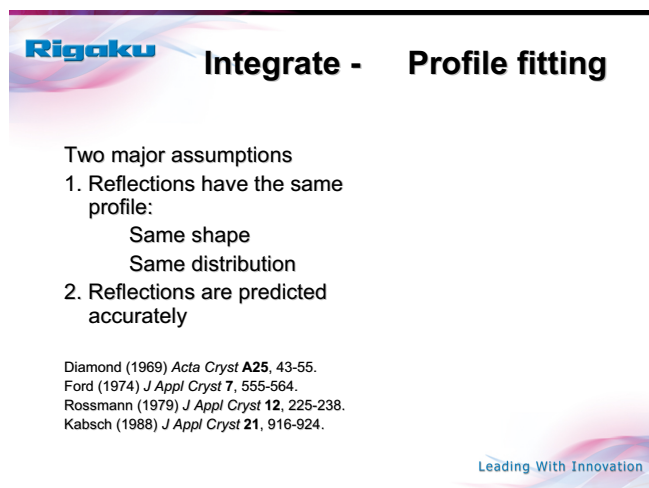 Rigaku
Integrate - Profile fitting
Two major assumptions
1. Reflections have the same
profile:
Same shape
Same distribution
2. Reflections are predicted
accurately
Diamond (1969) Acta Cryst A25, 43-55.
Ford (1974) J Appl Cryst 7, 555-564.
Rossmann (1979) J Appl Cryst 12, 225-238.
Kabsch (1988) J Appl Cryst 21, 916-924.
Leading With Innovation